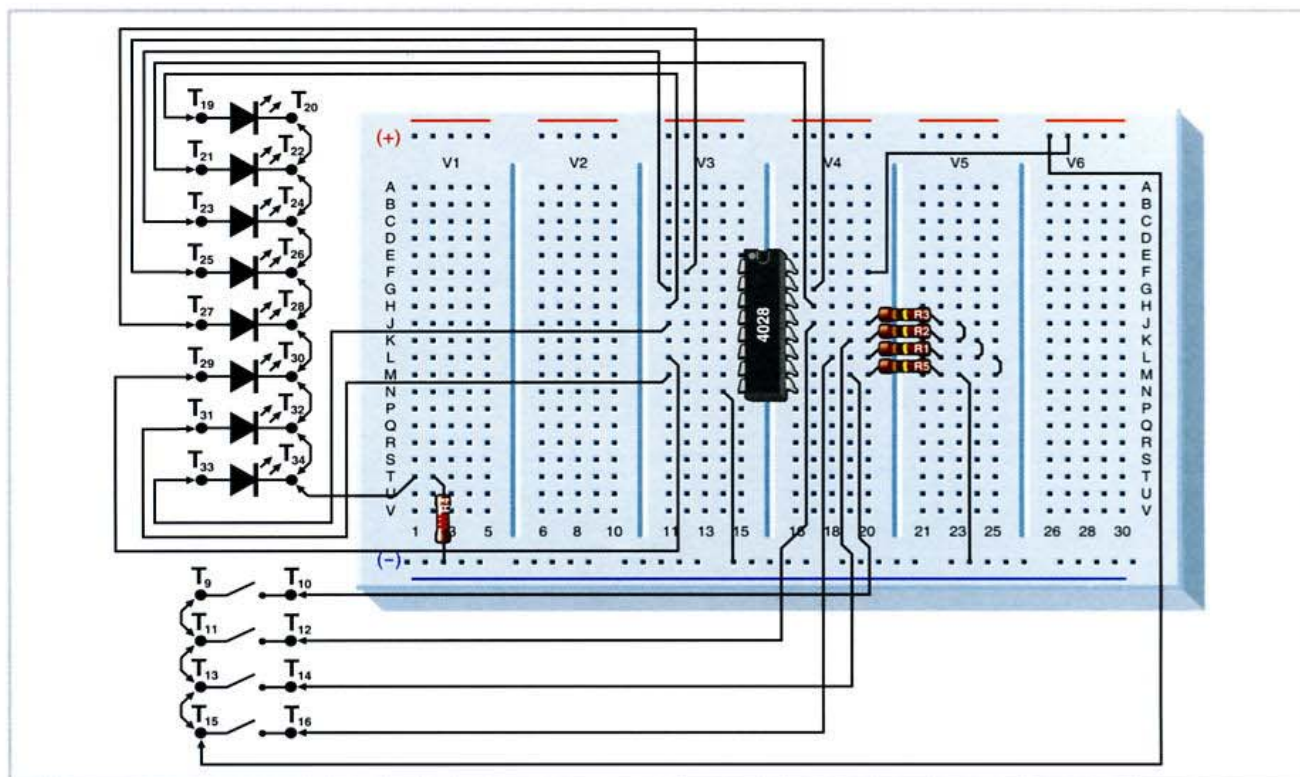 T19 T20
T21 T22
T23 T24
T25 T26
T27 T28
T29 T30
T31 T32
T33 T34
(+)
V1 V2 V3 V4 V5 V6
A A
B B
C C
D D
E E
F F
G G
H H
J J
K K
L L
M M
N N
P P
Q Q
R R
S S
T T
U U
V V
4028
R3
R2
R1
R5
R4
1 3 5 6 8 10 11 13 15 16 18 20 21 23 25 26 28 30
(-)
T9 T10
T11 T12
T13 T14
T15 T16